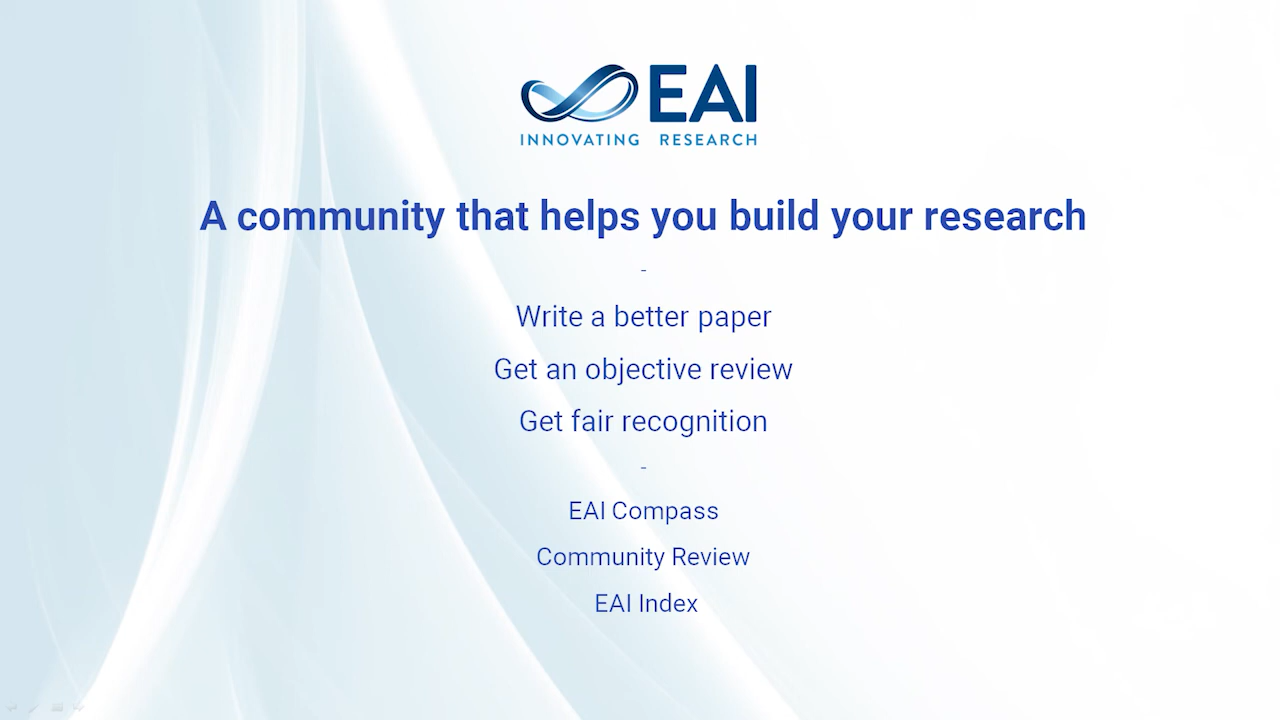 EAI
INNOVATING RESEARCH
A community that helps you build your research
-
Write a better paper
Get an objective review
Get fair recognition
-
EAI Compass
Community Review
EAI Index